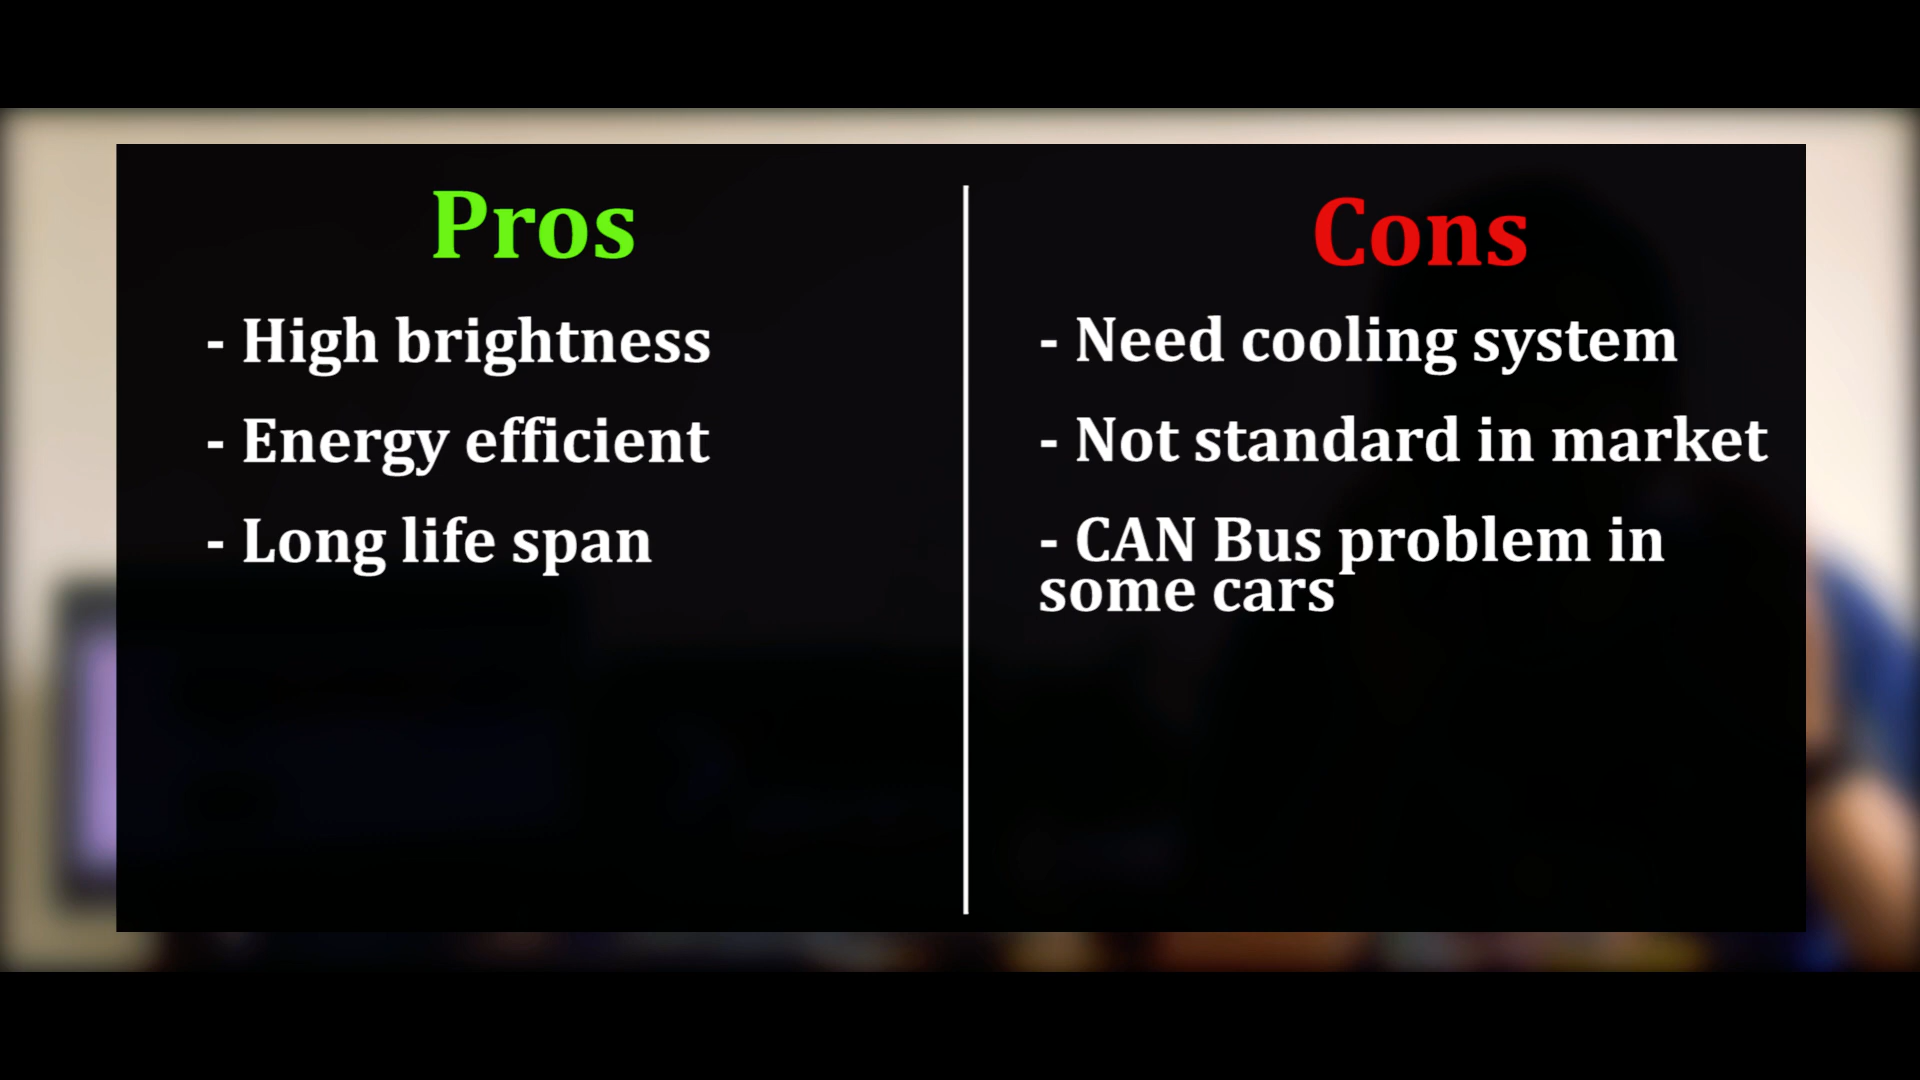 Pros
- High brightness
- Energy efficient
- Long life span
Cons
- Need cooling system
- Not standard in market
- CAN Bus problem in
some cars